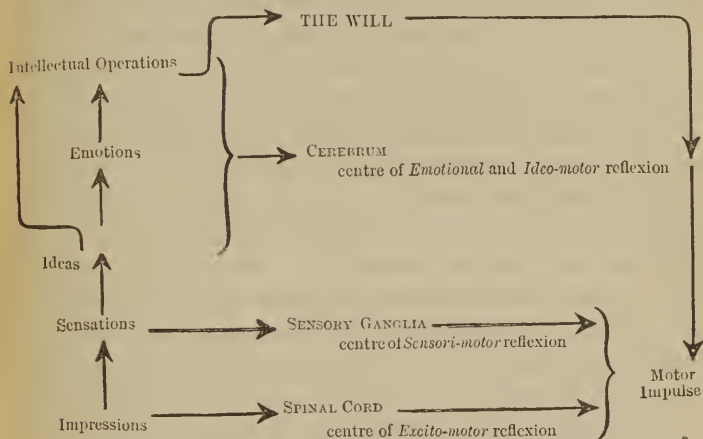 THE WILL
Intellectual Operations
Emotions
CEREBRUM
centre of Emotional and Ideo-motor reflexion
Ideas
Sensations
SENSORY GANGLIA
centre of Sensori-motor reflexion
Motor
Impulse
Impressions
SPINAL CORD
centre of Excito-motor reflexion